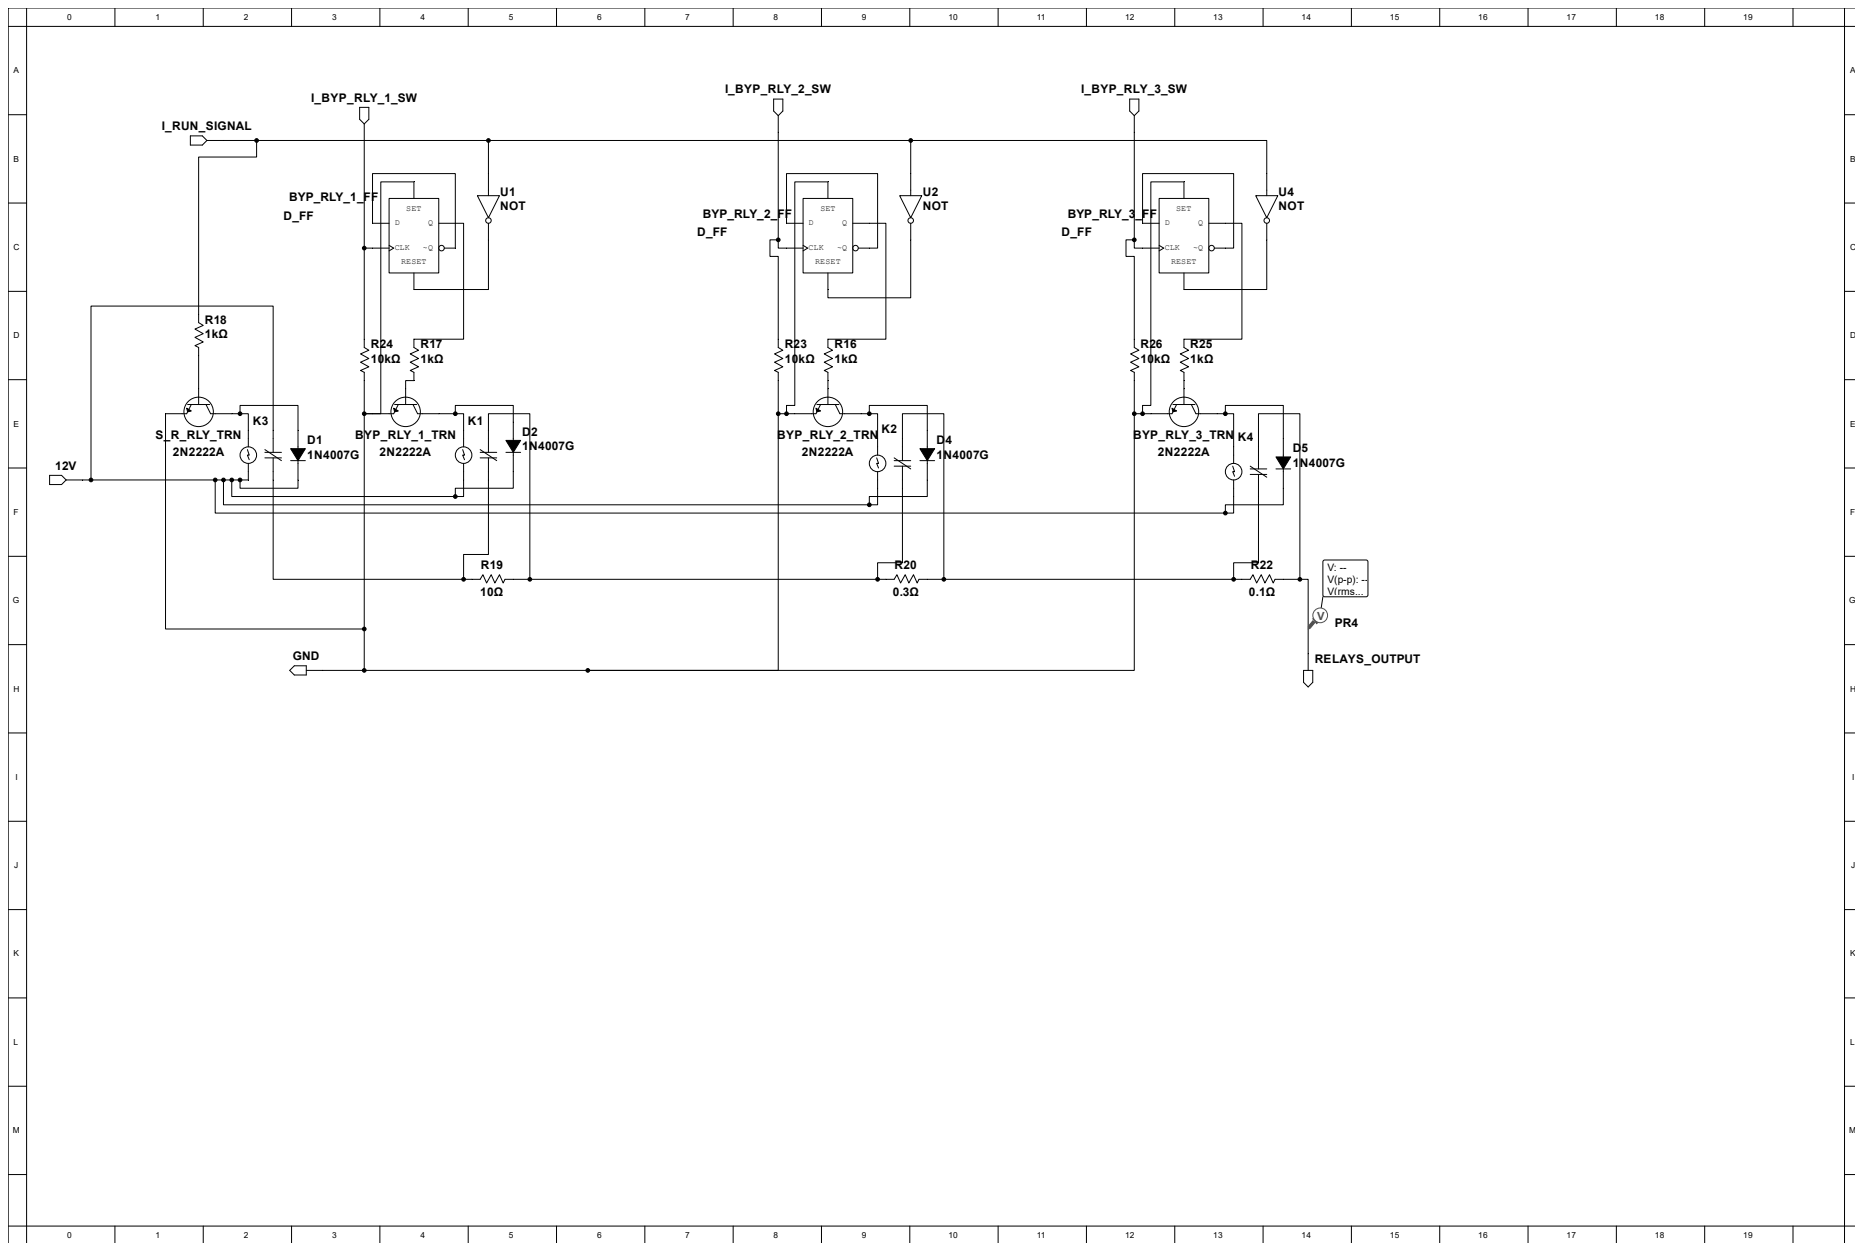 0 1 2 3 4 5 6 7 8 9 10 11 12 13 14 15 16 17 18 19
A A
I_BYP_RLY_1_SW I_BYP_RLY_2_SW I_BYP_RLY_3_SW
I_RUN_SIGNAL
B B
BYP_RLY_1_FF
D_FF
SET
D Q
CLK ~Q
RESET
U1
NOT
BYP_RLY_2_FF
D_FF
SET
D Q
CLK ~Q
RESET
U2
NOT
BYP_RLY_3_FF
D_FF
SET
D Q
CLK ~Q
RESET
U4
NOT
C C
D D
R18
1kΩ
R24
10kΩ
R17
1kΩ
R23
10kΩ
R16
1kΩ
R26
10kΩ
R25
1kΩ
E E
S_R_RLY_TRN
2N2222A
K3
D1
1N4007G
BYP_RLY_1_TRN
2N2222A
K1
D2
1N4007G
BYP_RLY_2_TRN
2N2222A
K2
D4
1N4007G
BYP_RLY_3_TRN
2N2222A
K4
D5
1N4007G
12V
F F
R19
10Ω
R20
0.3Ω
R22
0.1Ω
V: --
V(p-p): --
V(rms...
G G
V
PR4
GND
RELAYS_OUTPUT
H H
I I
J J
K K
L L
M M
0 1 2 3 4 5 6 7 8 9 10 11 12 13 14 15 16 17 18 19